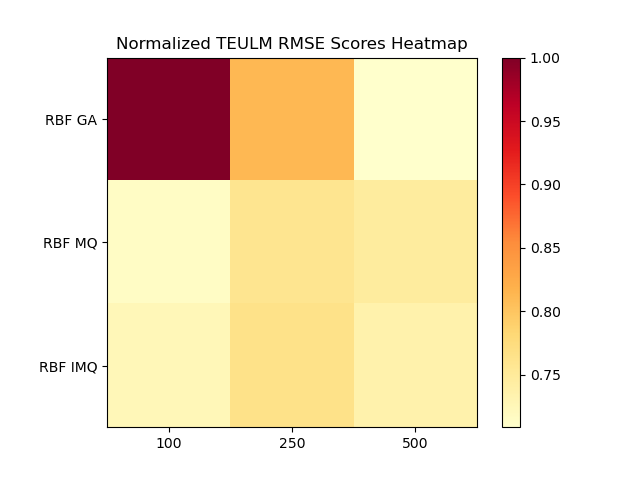 Normalized TEULM RMSE Scores Heatmap
RBF GA
RBF MQ
RBF IMQ
100 250 500
1.00
0.95
0.90
0.85
0.80
0.75